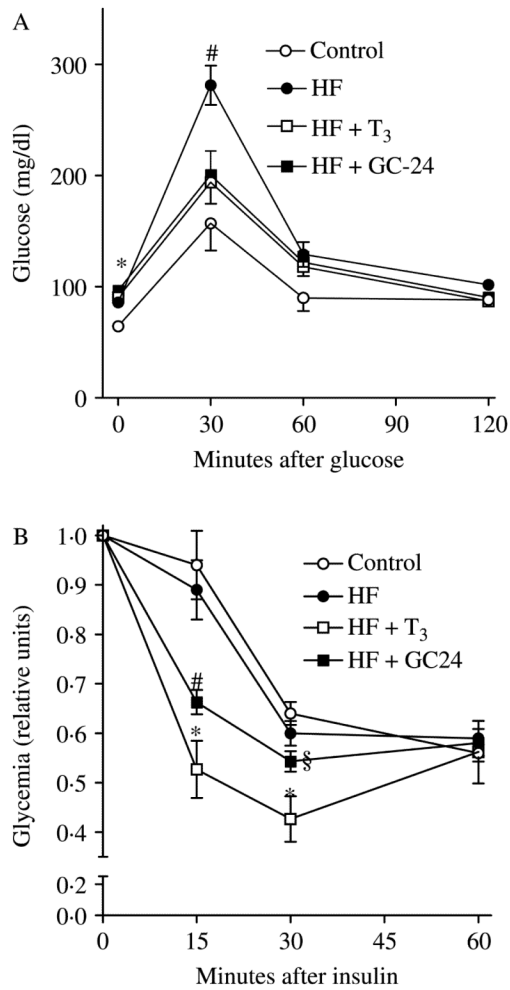 A
#
Control
300
HF
HF + T3
HF + GC-24
200
Glucose (mg/dl)
*
100
0
0 30 60 90 120
Minutes after glucose
B
1·0
Control
0·9
HF
HF + T3
0·8
HF + GC24
0·7
#
Glycemia (relative units)
0·6
*
§
0·5
*
0·4
0·2
0·0
0 15 30 45 60
Minutes after insulin